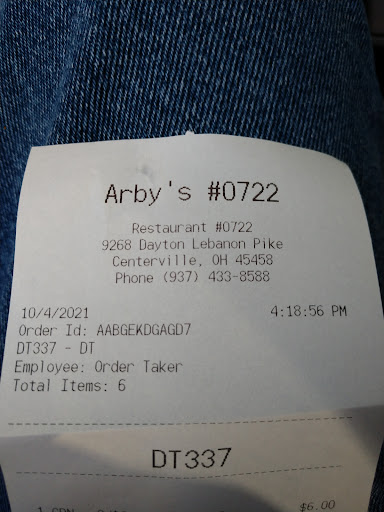 Arby's #0722
Restaurant #0722
9268 Dayton Lebanon Pike
Centerville, OH 45458
Phone (937) 433-8588
10/4/2021 4:18:56 PM
Order Id: AABGEKDGAGD7
DT337 - DT
Employee: Order Taker
Total Items: 6
DT337
$6.00